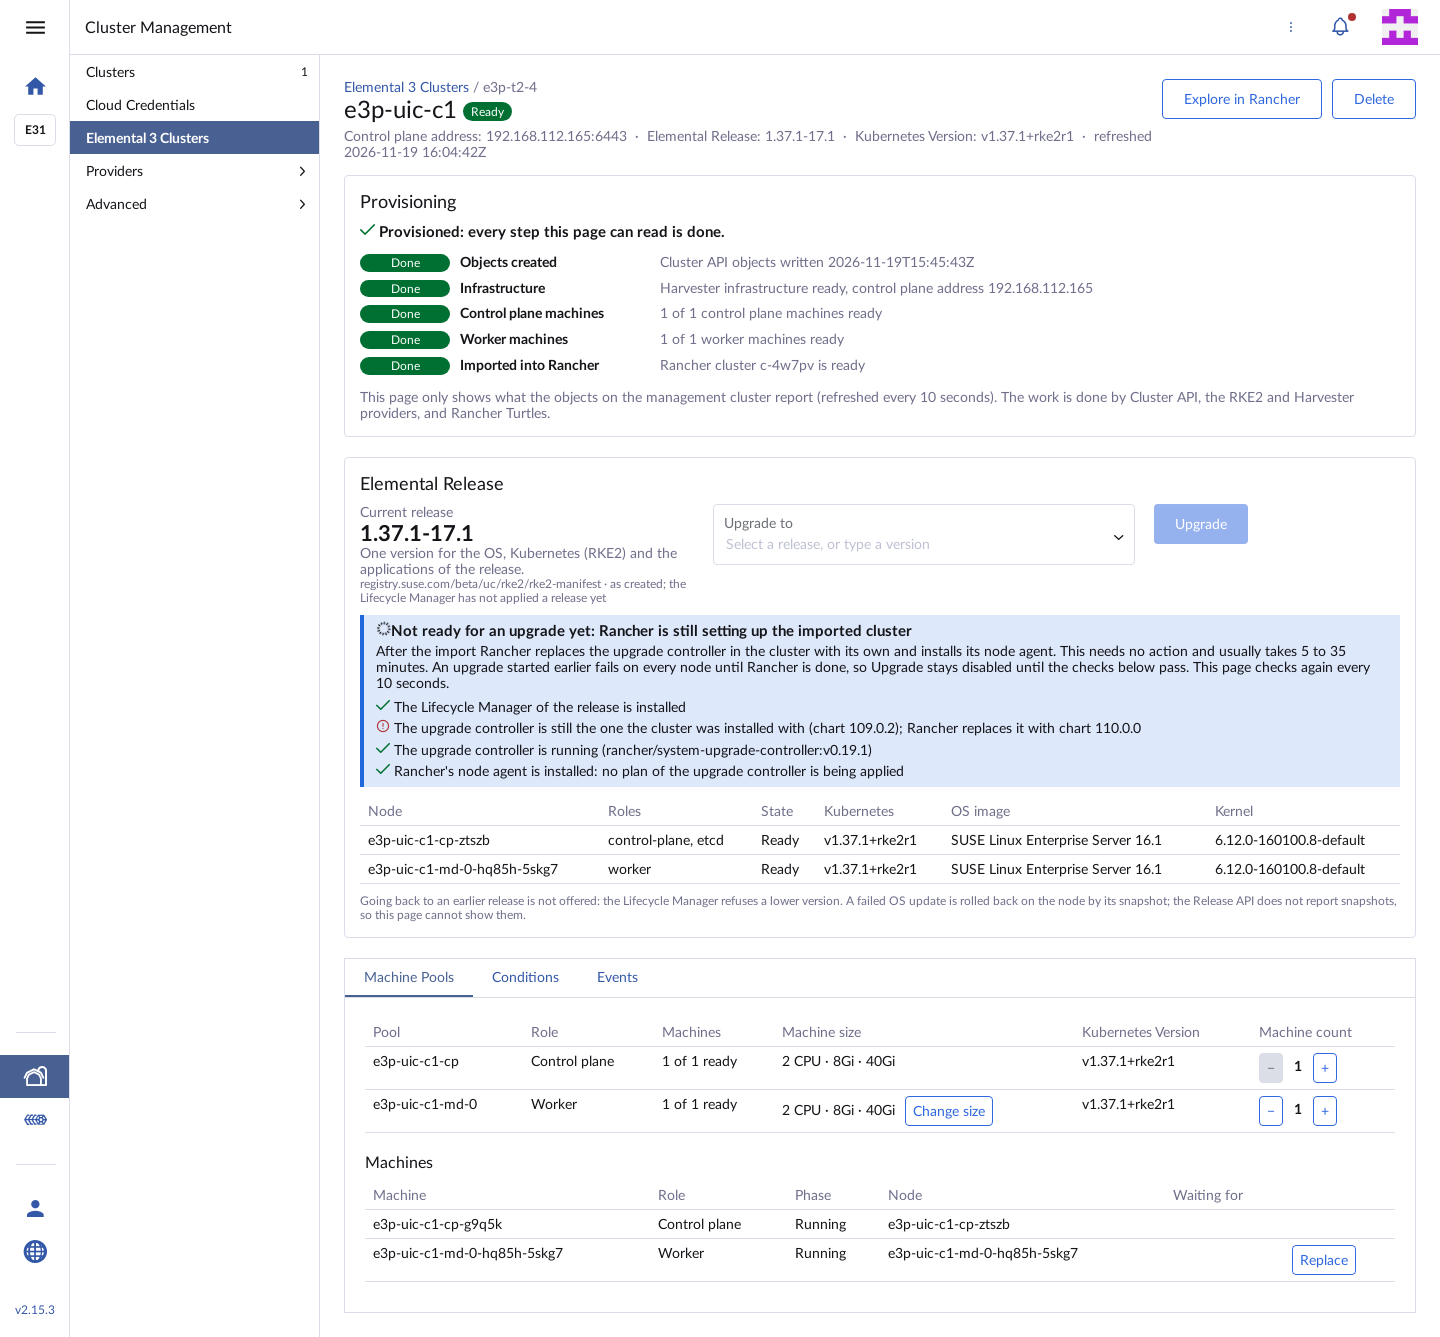 Cluster Management
E31
Clusters 1
Cloud Credentials
Elemental 3 Clusters
Providers
Advanced
v2.15.3
Elemental 3 Clusters / e3p-t2-4
e3p-uic-c1 Ready
Explore in Rancher Delete
Control plane address: 192.168.112.165:6443 · Elemental Release: 1.37.1-17.1 · Kubernetes Version: v1.37.1+rke2r1 · refreshed
2026-11-19 16:04:42Z
Provisioning
Provisioned: every step this page can read is done.
Done Objects created Cluster API objects written 2026-11-19T15:45:43Z
Done Infrastructure Harvester infrastructure ready, control plane address 192.168.112.165
Done Control plane machines 1 of 1 control plane machines ready
Done Worker machines 1 of 1 worker machines ready
Done Imported into Rancher Rancher cluster c-4w7pv is ready
This page only shows what the objects on the management cluster report (refreshed every 10 seconds). The work is done by Cluster API, the RKE2 and Harvester
providers, and Rancher Turtles.
Elemental Release
Current release
1.37.1-17.1
One version for the OS, Kubernetes (RKE2) and the
applications of the release.
registry.suse.com/beta/uc/rke2/rke2-manifest · as created; the
Lifecycle Manager has not applied a release yet
Upgrade to
Select a release, or type a version
Upgrade
Not ready for an upgrade yet: Rancher is still setting up the imported cluster
After the import Rancher replaces the upgrade controller in the cluster with its own and installs its node agent. This needs no action and usually takes 5 to 35
minutes. An upgrade started earlier fails on every node until Rancher is done, so Upgrade stays disabled until the checks below pass. This page checks again every
10 seconds.
The Lifecycle Manager of the release is installed
The upgrade controller is still the one the cluster was installed with (chart 109.0.2); Rancher replaces it with chart 110.0.0
The upgrade controller is running (rancher/system-upgrade-controller:v0.19.1)
Rancher's node agent is installed: no plan of the upgrade controller is being applied
Node Roles State Kubernetes OS image Kernel
e3p-uic-c1-cp-ztszb control-plane, etcd Ready v1.37.1+rke2r1 SUSE Linux Enterprise Server 16.1 6.12.0-160100.8-default
e3p-uic-c1-md-0-hq85h-5skg7 worker Ready v1.37.1+rke2r1 SUSE Linux Enterprise Server 16.1 6.12.0-160100.8-default
Going back to an earlier release is not offered: the Lifecycle Manager refuses a lower version. A failed OS update is rolled back on the node by its snapshot; the Release API does not report snapshots,
so this page cannot show them.
Machine Pools Conditions Events
Pool Role Machines Machine size Kubernetes Version Machine count
e3p-uic-c1-cp Control plane 1 of 1 ready 2 CPU · 8Gi · 40Gi v1.37.1+rke2r1 − 1 +
e3p-uic-c1-md-0 Worker 1 of 1 ready 2 CPU · 8Gi · 40Gi Change size v1.37.1+rke2r1 − 1 +
Machines
Machine Role Phase Node Waiting for
e3p-uic-c1-cp-g9q5k Control plane Running e3p-uic-c1-cp-ztszb
e3p-uic-c1-md-0-hq85h-5skg7 Worker Running e3p-uic-c1-md-0-hq85h-5skg7 Replace